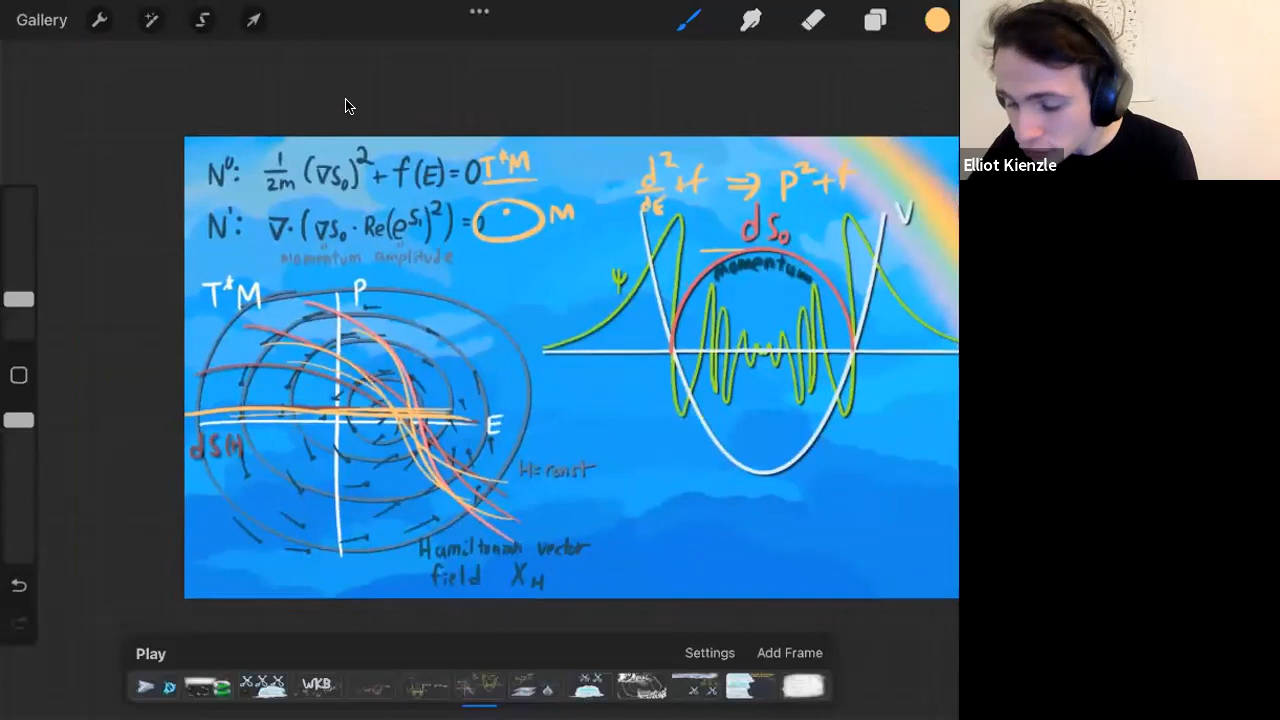 Gallery
N⁰: 1/2m (∇S₀)² + f(E) = 0 T*M
N¹: ∇·(∇S₀ · Re(e^S₁)²) = 0 M
momentum amplitude
d²/dE + f ⇒ p² + f
dS₀
V
momentum
ψ
T*M
P
E
H=const
Hamiltonian vector
field X_H
Elliot Kienzle
Play
Settings
Add Frame
WKB